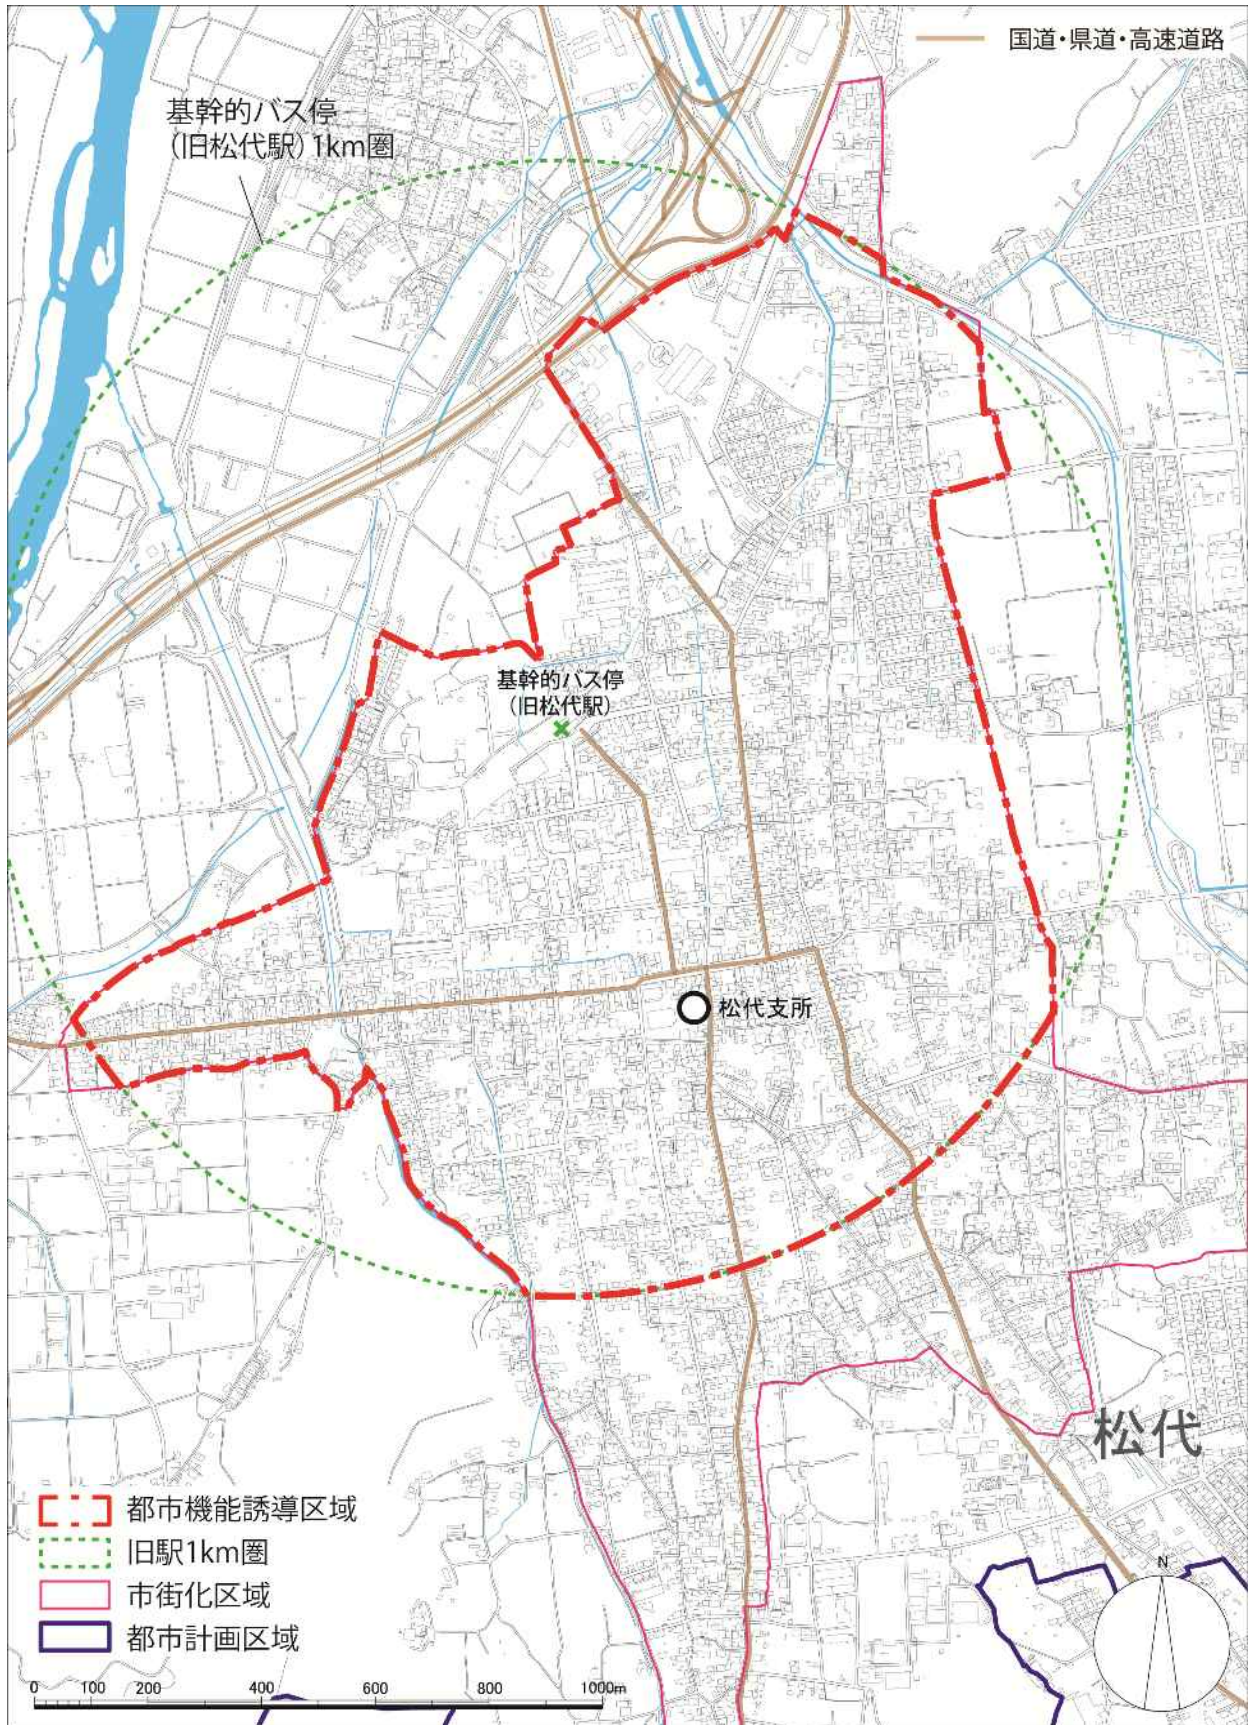 国道・県道・高速道路
基幹的バス停
(旧松代駅)1km圏
基幹的バス停
(旧松代駅)
松代支所
松代
都市機能誘導区域
旧駅1km圏
市街化区域
都市計画区域
N
0 100 200 400 600 800 1000m